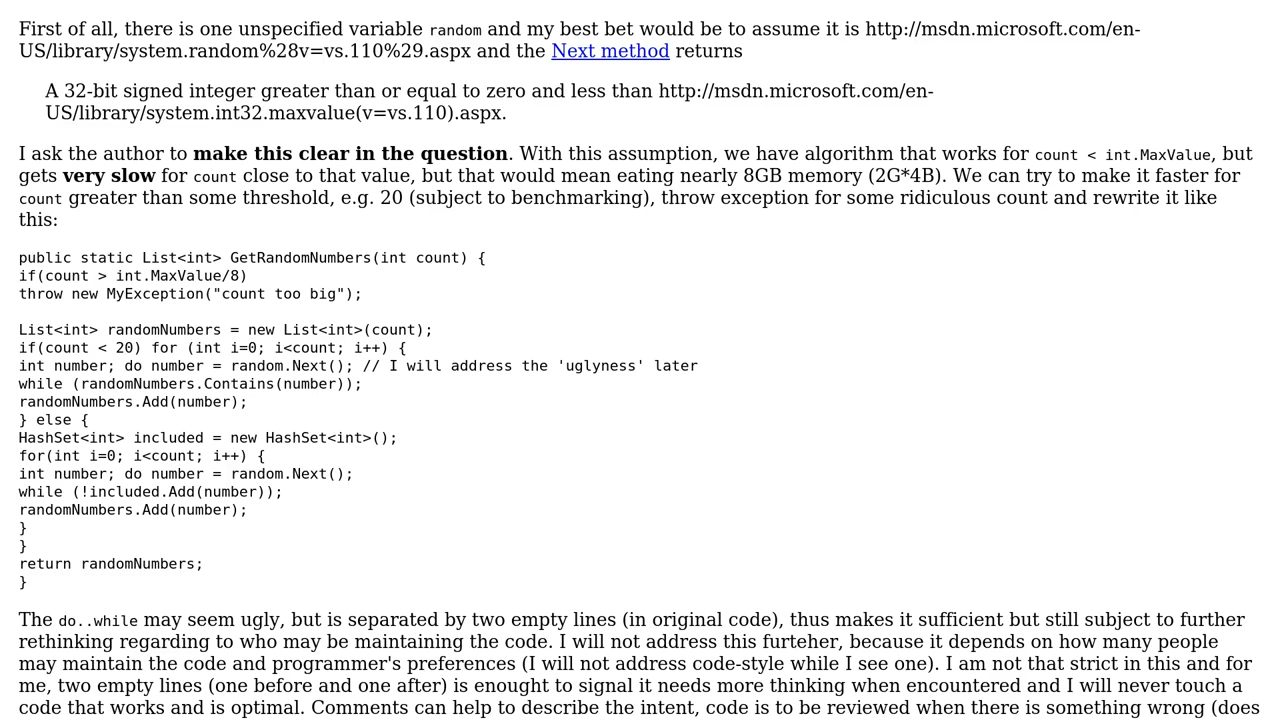 First of all, there is one unspecified variable random and my best bet would be to assume it is http://msdn.microsoft.com/en-
US/library/system.random%28v=vs.110%29.aspx and the Next method returns
A 32-bit signed integer greater than or equal to zero and less than http://msdn.microsoft.com/en-
US/library/system.int32.maxvalue(v=vs.110).aspx.
I ask the author to make this clear in the question. With this assumption, we have algorithm that works for count < int.MaxValue, but
gets very slow for count close to that value, but that would mean eating nearly 8GB memory (2G*4B). We can try to make it faster for
count greater than some threshold, e.g. 20 (subject to benchmarking), throw exception for some ridiculous count and rewrite it like
this:
public static List<int> GetRandomNumbers(int count) {
if(count > int.MaxValue/8)
throw new MyException("count too big");
List<int> randomNumbers = new List<int>(count);
if(count < 20) for (int i=0; i<count; i++) {
int number; do number = random.Next(); // I will address the 'uglyness' later
while (randomNumbers.Contains(number));
randomNumbers.Add(number);
} else {
HashSet<int> included = new HashSet<int>();
for(int i=0; i<count; i++) {
int number; do number = random.Next();
while (!included.Add(number));
randomNumbers.Add(number);
}
}
return randomNumbers;
}
The do..while may seem ugly, but is separated by two empty lines (in original code), thus makes it sufficient but still subject to further
rethinking regarding to who may be maintaining the code. I will not address this furteher, because it depends on how many people
may maintain the code and programmer's preferences (I will not address code-style while I see one). I am not that strict in this and for
me, two empty lines (one before and one after) is enought to signal it needs more thinking when encountered and I will never touch a
code that works and is optimal. Comments can help to describe the intent, code is to be reviewed when there is something wrong (does